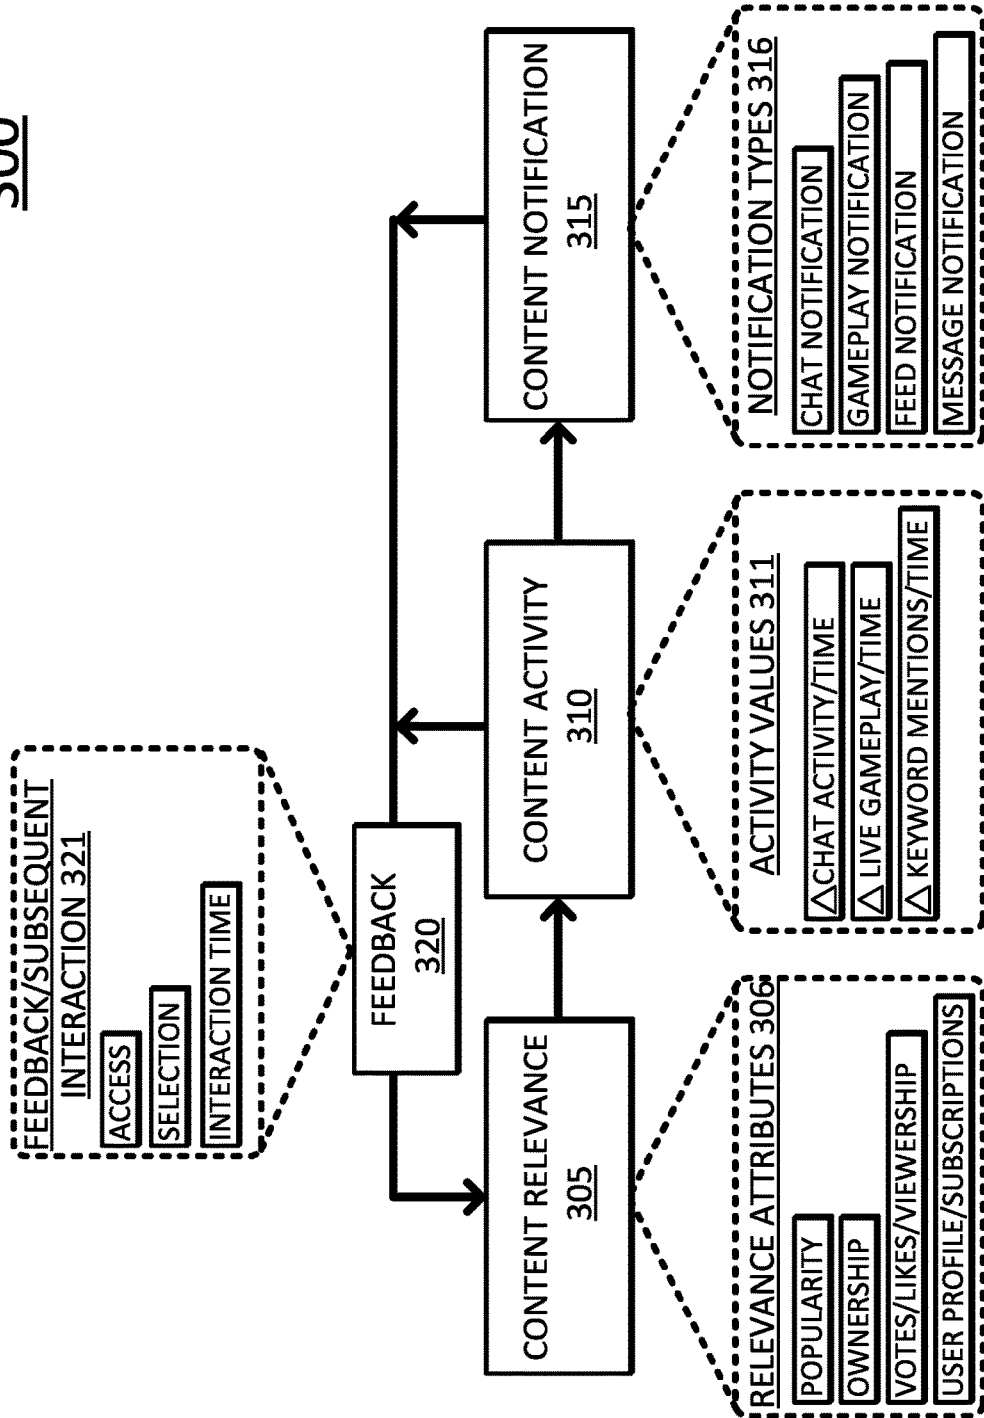 300
FEEDBACK/SUBSEQUENT
INTERACTION 321
ACCESS
SELECTION
INTERACTION TIME
FEEDBACK
320
CONTENT RELEVANCE
305
CONTENT ACTIVITY
310
CONTENT NOTIFICATION
315
RELEVANCE ATTRIBUTES 306
POPULARITY
OWNERSHIP
VOTES/LIKES/VIEWERSHIP
USER PROFILE/SUBSCRIPTIONS
ACTIVITY VALUES 311
△CHAT ACTIVITY/TIME
△ LIVE GAMEPLAY/TIME
△ KEYWORD MENTIONS/TIME
NOTIFICATION TYPES 316
CHAT NOTIFICATION
GAMEPLAY NOTIFICATION
FEED NOTIFICATION
MESSAGE NOTIFICATION